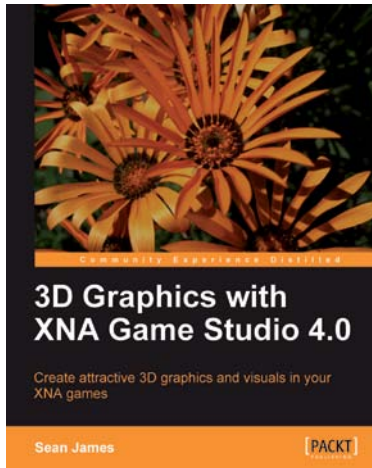 Community Experience Distilled
3D Graphics with
XNA Game Studio 4.0
Create attractive 3D graphics and visuals in your
XNA games
Sean James
[PACKT]
PUBLISHING